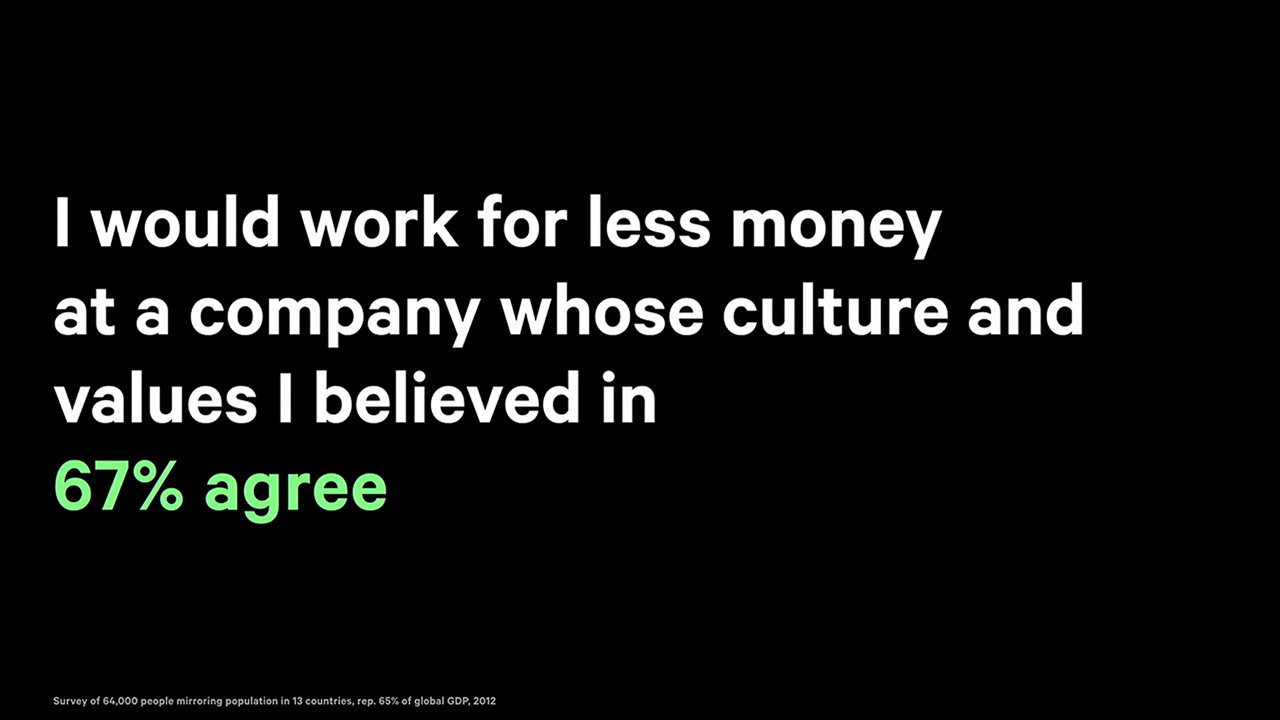 I would work for less money
at a company whose culture and
values I believed in
67% agree
Survey of 64,000 people mirroring population in 13 countries, rep. 65% of global GDP, 2012